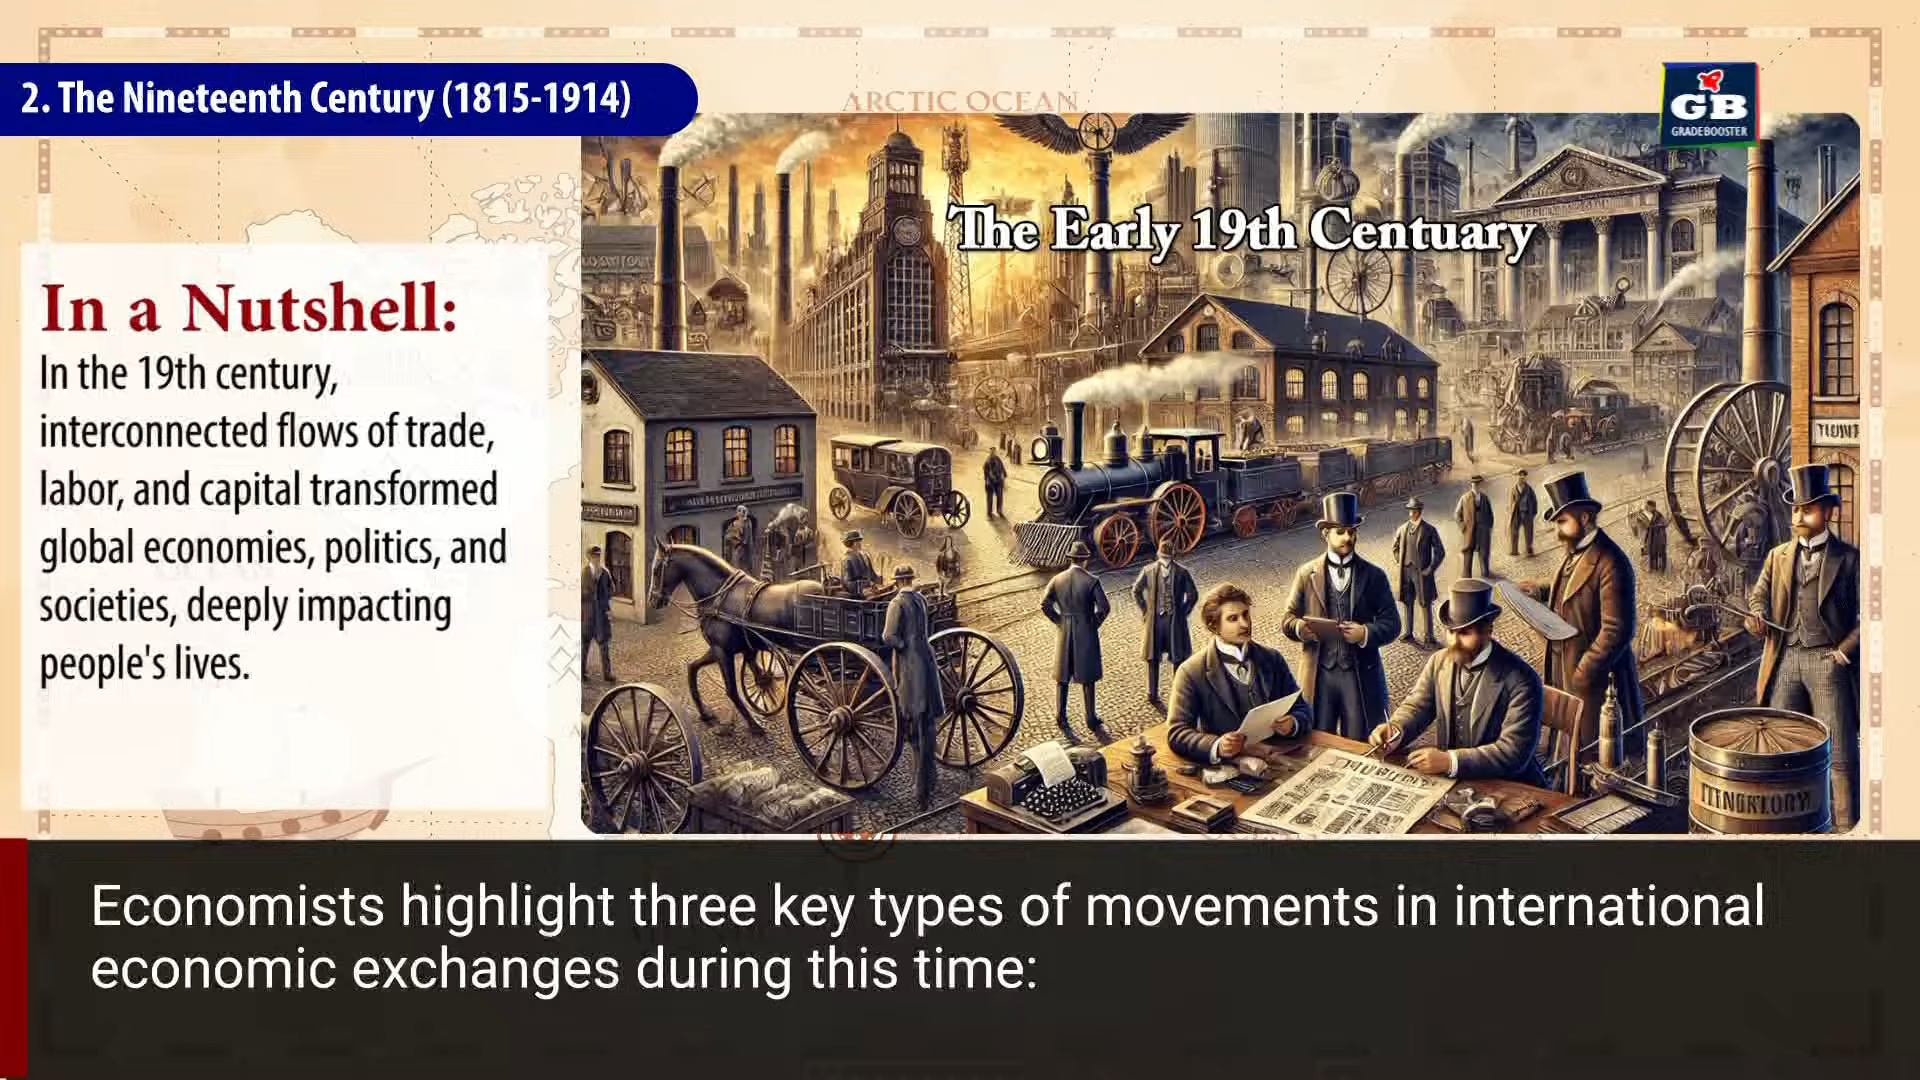 2. The Nineteenth Century (1815-1914)
ARCTIC OCEAN
GB
GRADEBOOSTER
The Early 19th Centuary
In a Nutshell:
In the 19th century,
interconnected flows of trade,
labor, and capital transformed
global economies, politics, and
societies, deeply impacting
people's lives.
Economists highlight three key types of movements in international
economic exchanges during this time: